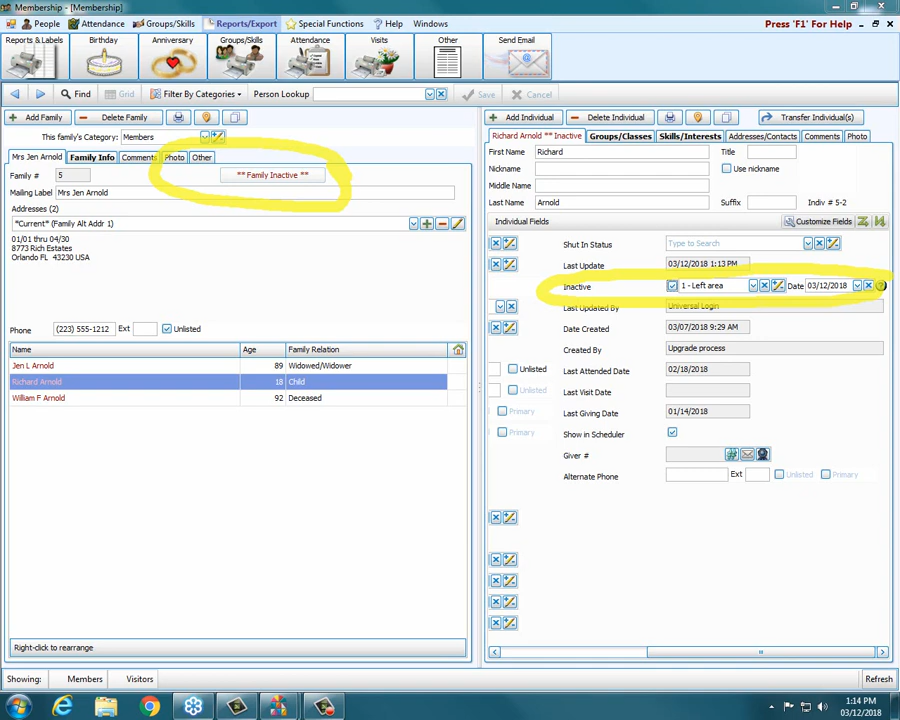 Membership - [Membership]
People Attendance Groups/Skills Reports/Export Special Functions Help Windows Press 'F1' For Help
Reports & Labels Birthday Anniversary Groups/Skills Attendance Visits Other Send Email
Find Grid Filter By Categories Person Lookup Save Cancel
Add Family Delete Family
This family's Category: Members
Mrs Jen Arnold Family Info Comments Photo Other
Family # 5 ** Family Inactive **
Mailing Label Mrs Jen Arnold
Addresses (2)
*Current* (Family Alt Addr 1)
01/01 thru 04/30
8773 Rich Estates
Orlando FL 43230 USA
Phone (223) 555-1212 Ext Unlisted
Name Age Family Relation
Jen L Arnold 89 Widowed/Widower
Richard Arnold 18 Child
William F Arnold 92 Deceased
Right-click to rearrange
Add Individual Delete Individual Transfer Individual(s)
Richard Arnold ** Inactive Groups/Classes Skills/Interests Addresses/Contacts Comments Photo
First Name Richard Title
Nickname Use nickname
Middle Name
Last Name Arnold Suffix Indiv # 5-2
Individual Fields Customize Fields
Shut In Status Type to Search
Last Update 03/12/2018 1:13 PM
Inactive 1 - Left area Date 03/12/2018
Last Updated By Universal Login
Date Created 03/07/2018 9:29 AM
Created By Upgrade process
Unlisted Last Attended Date 02/18/2018
Unlisted Last Visit Date
Primary Last Giving Date 01/14/2018
Primary Show in Scheduler
Giver #
Alternate Phone Ext Unlisted Primary
Showing: Members Visitors Refresh
1:14 PM
03/12/2018